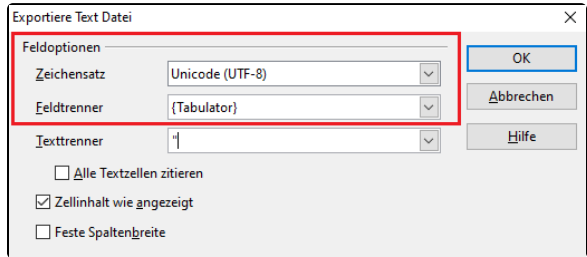 Exportiere Text Datei
Feldoptionen
OK
Zeichensatz Unicode (UTF-8)
Feldtrenner {Tabulator}
Abbrechen
Texttrenner "
Hilfe
Alle Textzellen zitieren
Zellinhalt wie angezeigt
Feste Spaltenbreite